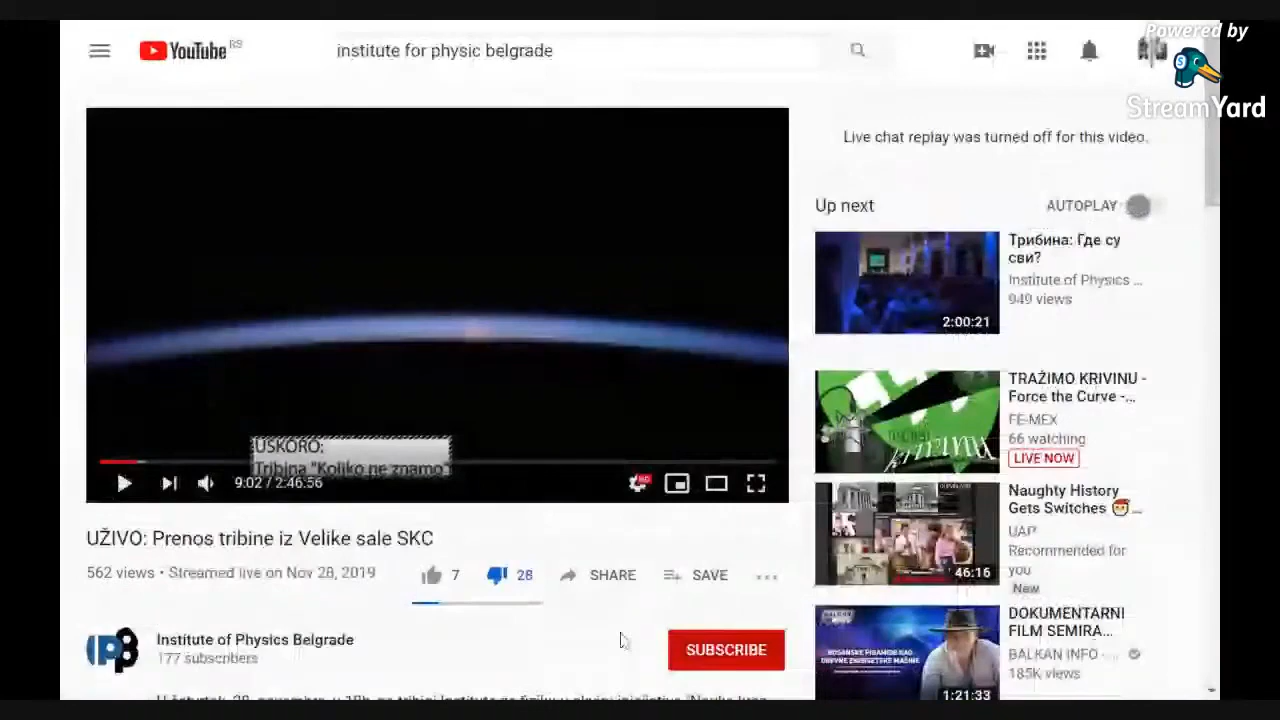 Powered by
StreamYard
YouTube RS
institute for physic belgrade
USKORO:
Tribina "Koliko ne znamo"
9:02 / 2:46:56
HD
UŽIVO: Prenos tribine iz Velike sale SKC
562 views • Streamed live on Nov 28, 2019
7
28
SHARE
SAVE
Institute of Physics Belgrade
177 subscribers
SUBSCRIBE
Live chat replay was turned off for this video.
Up next
AUTOPLAY
2:00:21
Трибина: Где су
сви?
Institute of Physics ...
949 views
TRAŽIMO KRIVINU -
Force the Curve -...
FE-MEX
66 watching
LIVE NOW
46:16
Naughty History
Gets Switches 🎅...
UAP
Recommended for
you
New
1:21:33
DOKUMENTARNI
FILM SEMIRA...
BALKAN INFO - ...
185K views